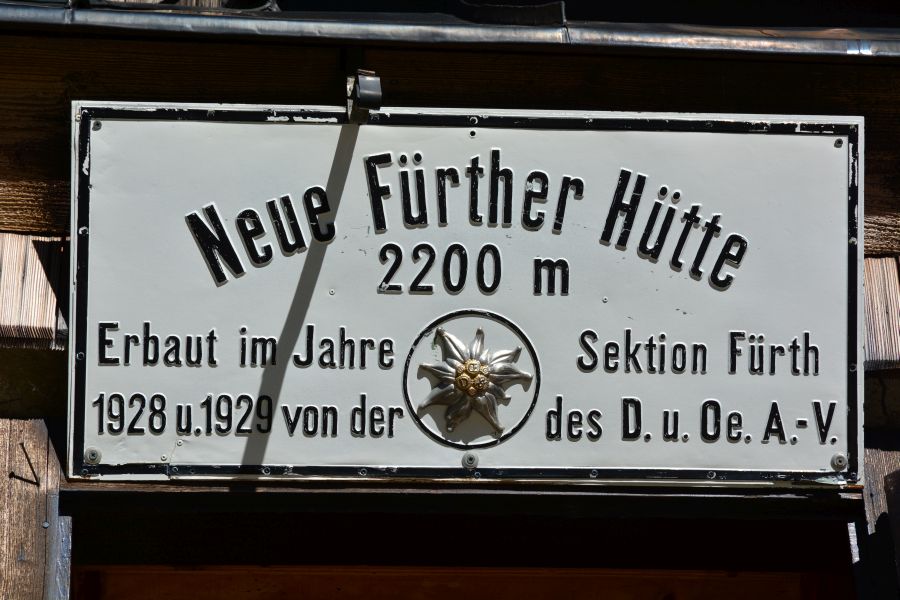 Neue Fürther Hütte
2200 m
Erbaut im Jahre Sektion Fürth
1928 u. 1929 von der des D. u. Oe. A.-V.